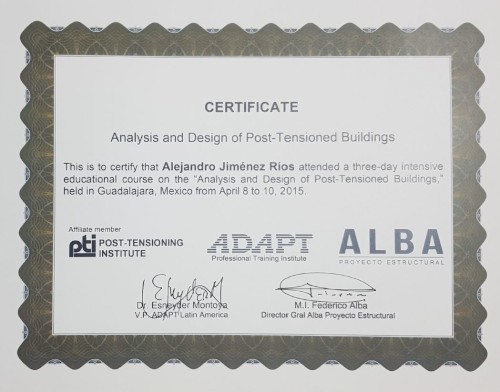 CERTIFICATE
Analysis and Design of Post-Tensioned Buildings
This is to certify that Alejandro Jiménez Rios attended a three-day intensive
educational course on the "Analysis and Design of Post-Tensioned Buildings,"
held in Guadalajara, Mexico from April 8 to 10, 2015.
Affiliate member
pti POST-TENSIONING
INSTITUTE
ADAPT
Professional Training Institute
ALBA
PROYECTO ESTRUCTURAL
Dr. Esneyder Montoya
V.P. ADAPT Latin America
M.I. Federico Alba
Director Gral Alba Proyecto Estructural